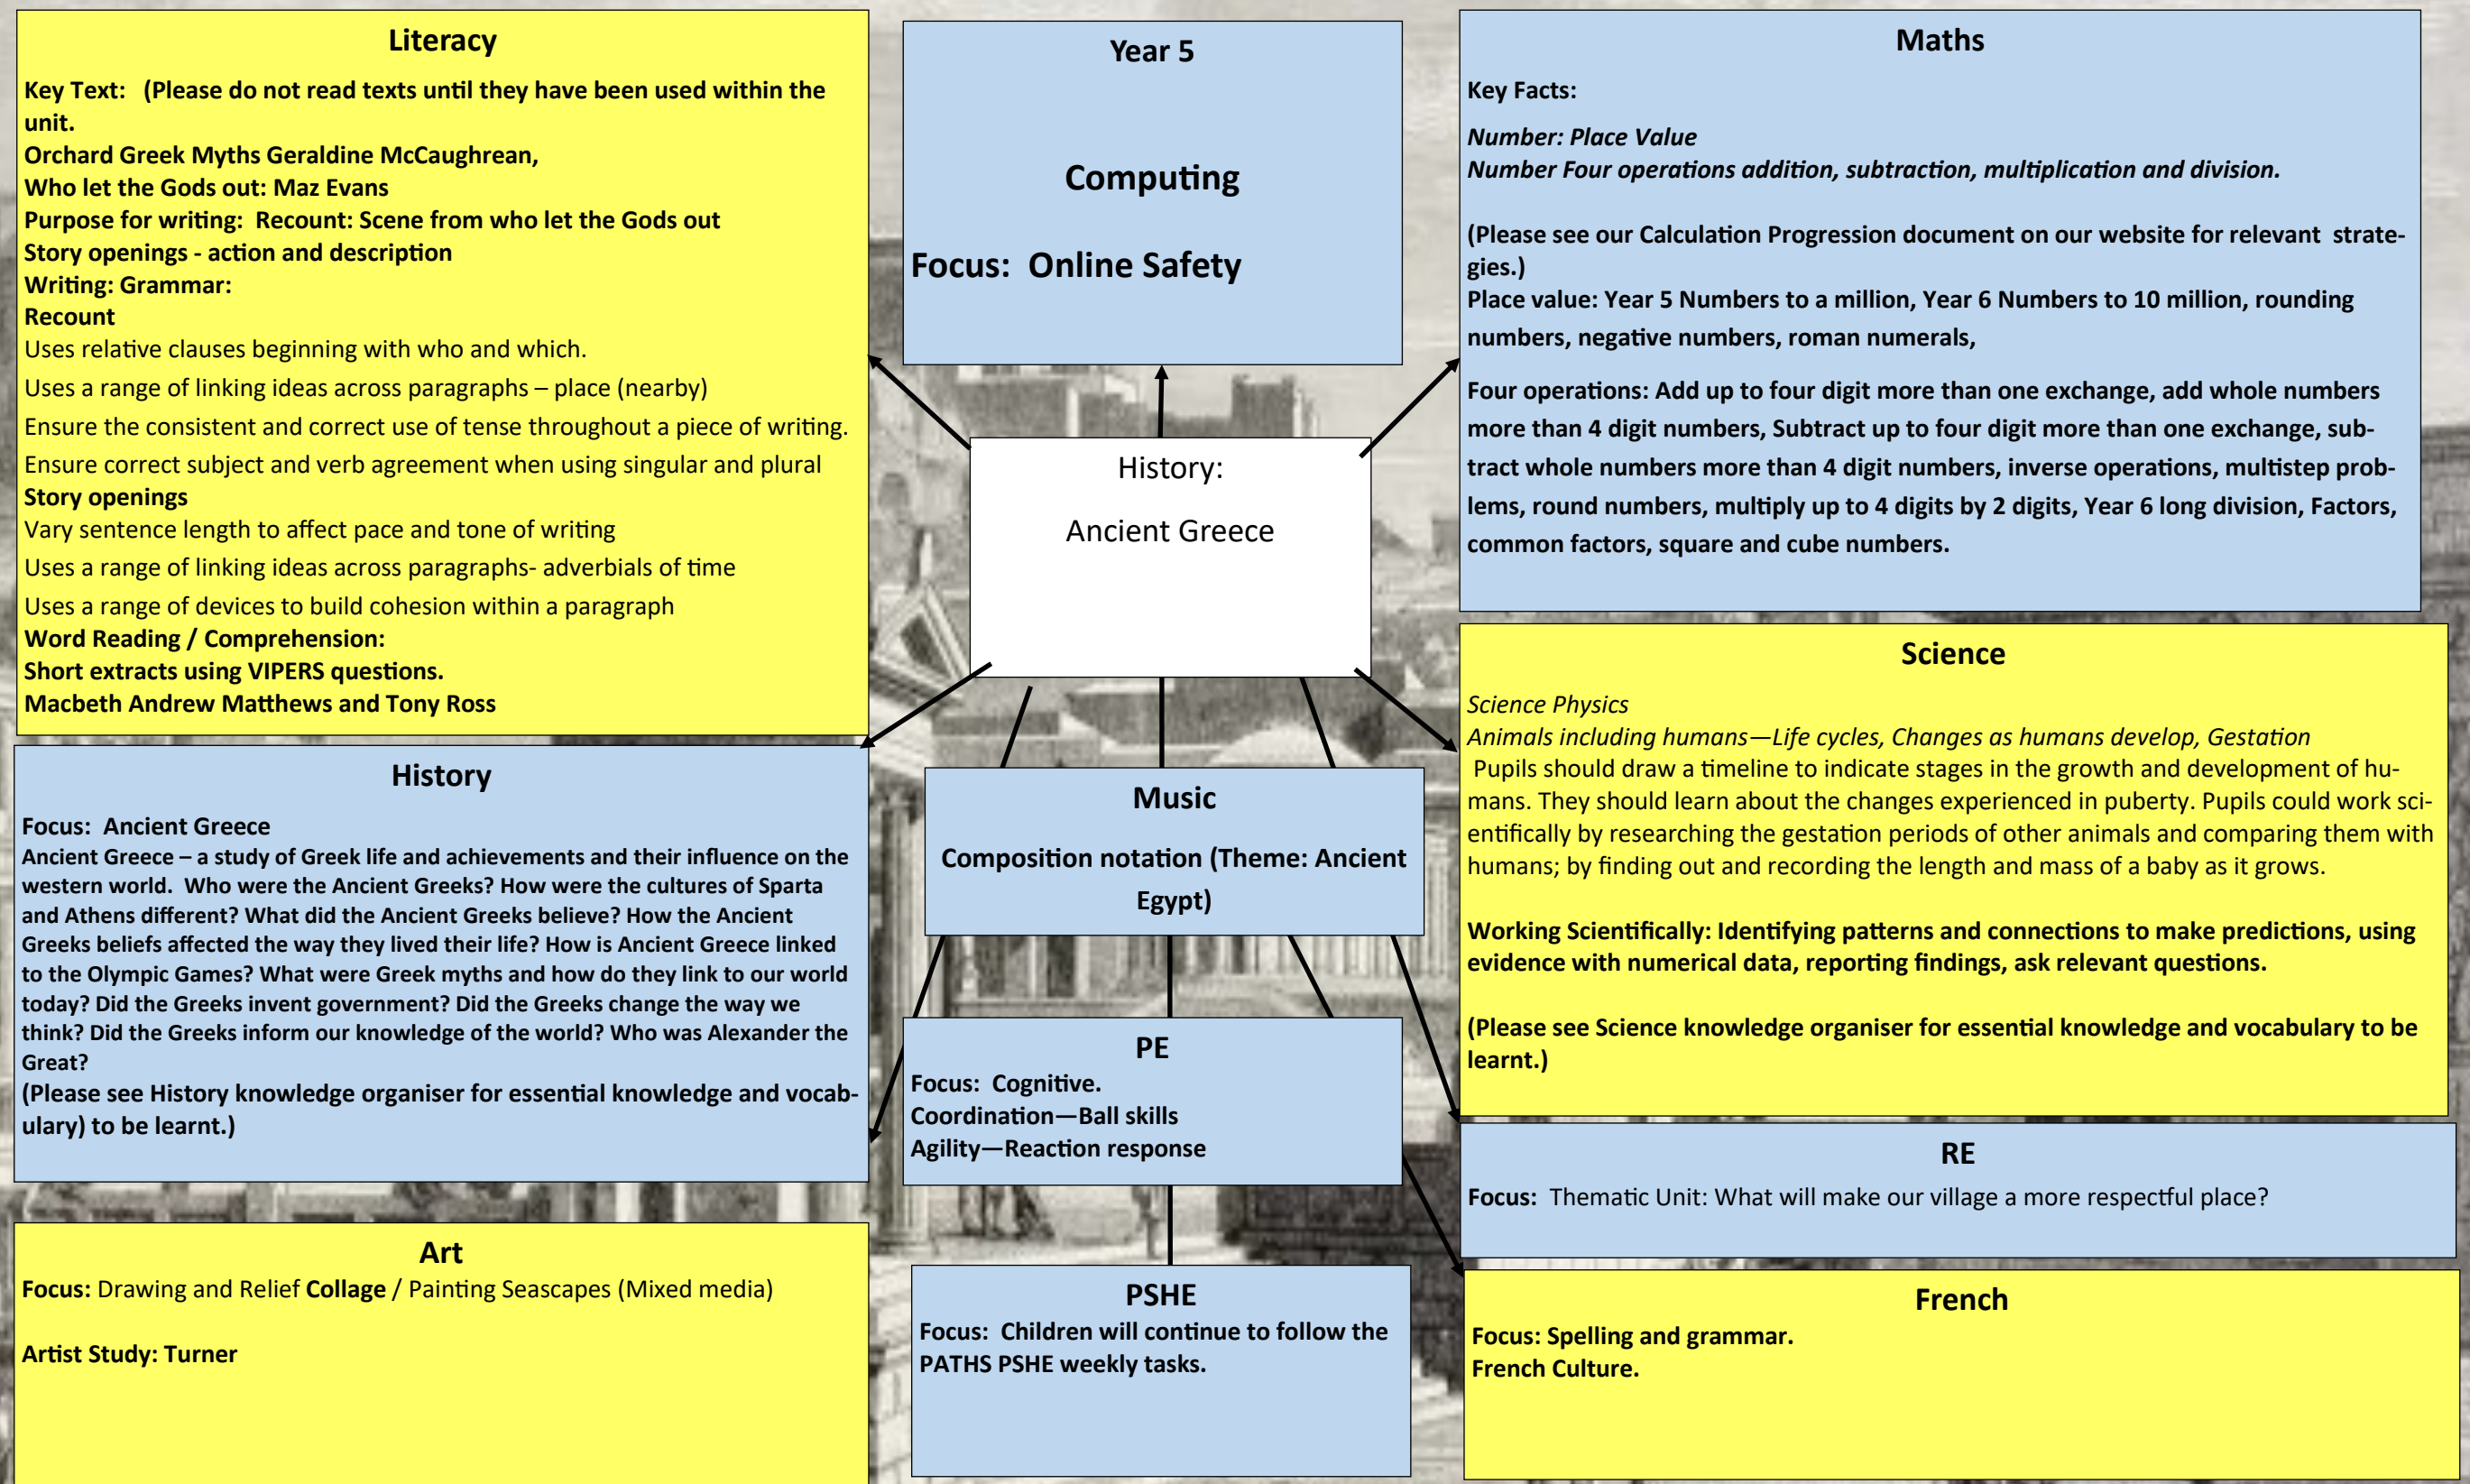 Literacy
Key Text:   (Please do not read texts until they have been used within the
unit.
Orchard Greek Myths Geraldine McCaughrean,
Who let the Gods out: Maz Evans
Purpose for writing:  Recount: Scene from who let the Gods out
Story openings - action and description
Writing: Grammar:
Recount
Uses relative clauses beginning with who and which.
Uses a range of linking ideas across paragraphs – place (nearby)
Ensure the consistent and correct use of tense throughout a piece of writing.
Ensure correct subject and verb agreement when using singular and plural
Story openings
Vary sentence length to affect pace and tone of writing
Uses a range of linking ideas across paragraphs- adverbials of time
Uses a range of devices to build cohesion within a paragraph
Word Reading / Comprehension:
Short extracts using VIPERS questions.
Macbeth Andrew Matthews and Tony Ross
Year 5
Computing
Focus:  Online Safety
Maths
Key Facts:
Number: Place Value
Number Four operations addition, subtraction, multiplication and division.
(Please see our Calculation Progression document on our website for relevant  strate-
gies.)
Place value: Year 5 Numbers to a million, Year 6 Numbers to 10 million, rounding
numbers, negative numbers, roman numerals,
Four operations: Add up to four digit more than one exchange, add whole numbers
more than 4 digit numbers, Subtract up to four digit more than one exchange, sub-
tract whole numbers more than 4 digit numbers, inverse operations, multistep prob-
lems, round numbers, multiply up to 4 digits by 2 digits, Year 6 long division, Factors,
common factors, square and cube numbers.
History:
Ancient Greece
Science
Science Physics
Animals including humans—Life cycles, Changes as humans develop, Gestation
Pupils should draw a timeline to indicate stages in the growth and development of hu-
mans. They should learn about the changes experienced in puberty. Pupils could work sci-
entifically by researching the gestation periods of other animals and comparing them with
humans; by finding out and recording the length and mass of a baby as it grows.
Working Scientifically: Identifying patterns and connections to make predictions, using
evidence with numerical data, reporting findings, ask relevant questions.
(Please see Science knowledge organiser for essential knowledge and vocabulary to be
learnt.)
History
Focus:  Ancient Greece
Ancient Greece – a study of Greek life and achievements and their influence on the
western world.  Who were the Ancient Greeks? How were the cultures of Sparta
and Athens different? What did the Ancient Greeks believe? How the Ancient
Greeks beliefs affected the way they lived their life? How is Ancient Greece linked
to the Olympic Games? What were Greek myths and how do they link to our world
today? Did the Greeks invent government? Did the Greeks change the way we
think? Did the Greeks inform our knowledge of the world? Who was Alexander the
Great?
(Please see History knowledge organiser for essential knowledge and vocab-
ulary) to be learnt.)
Music
Composition notation (Theme: Ancient
Egypt)
PE
Focus:  Cognitive.
Coordination—Ball skills
Agility—Reaction response
RE
Focus:  Thematic Unit: What will make our village a more respectful place?
Art
Focus: Drawing and Relief Collage / Painting Seascapes (Mixed media)
Artist Study: Turner
PSHE
Focus:  Children will continue to follow the
PATHS PSHE weekly tasks.
French
Focus: Spelling and grammar.
French Culture.